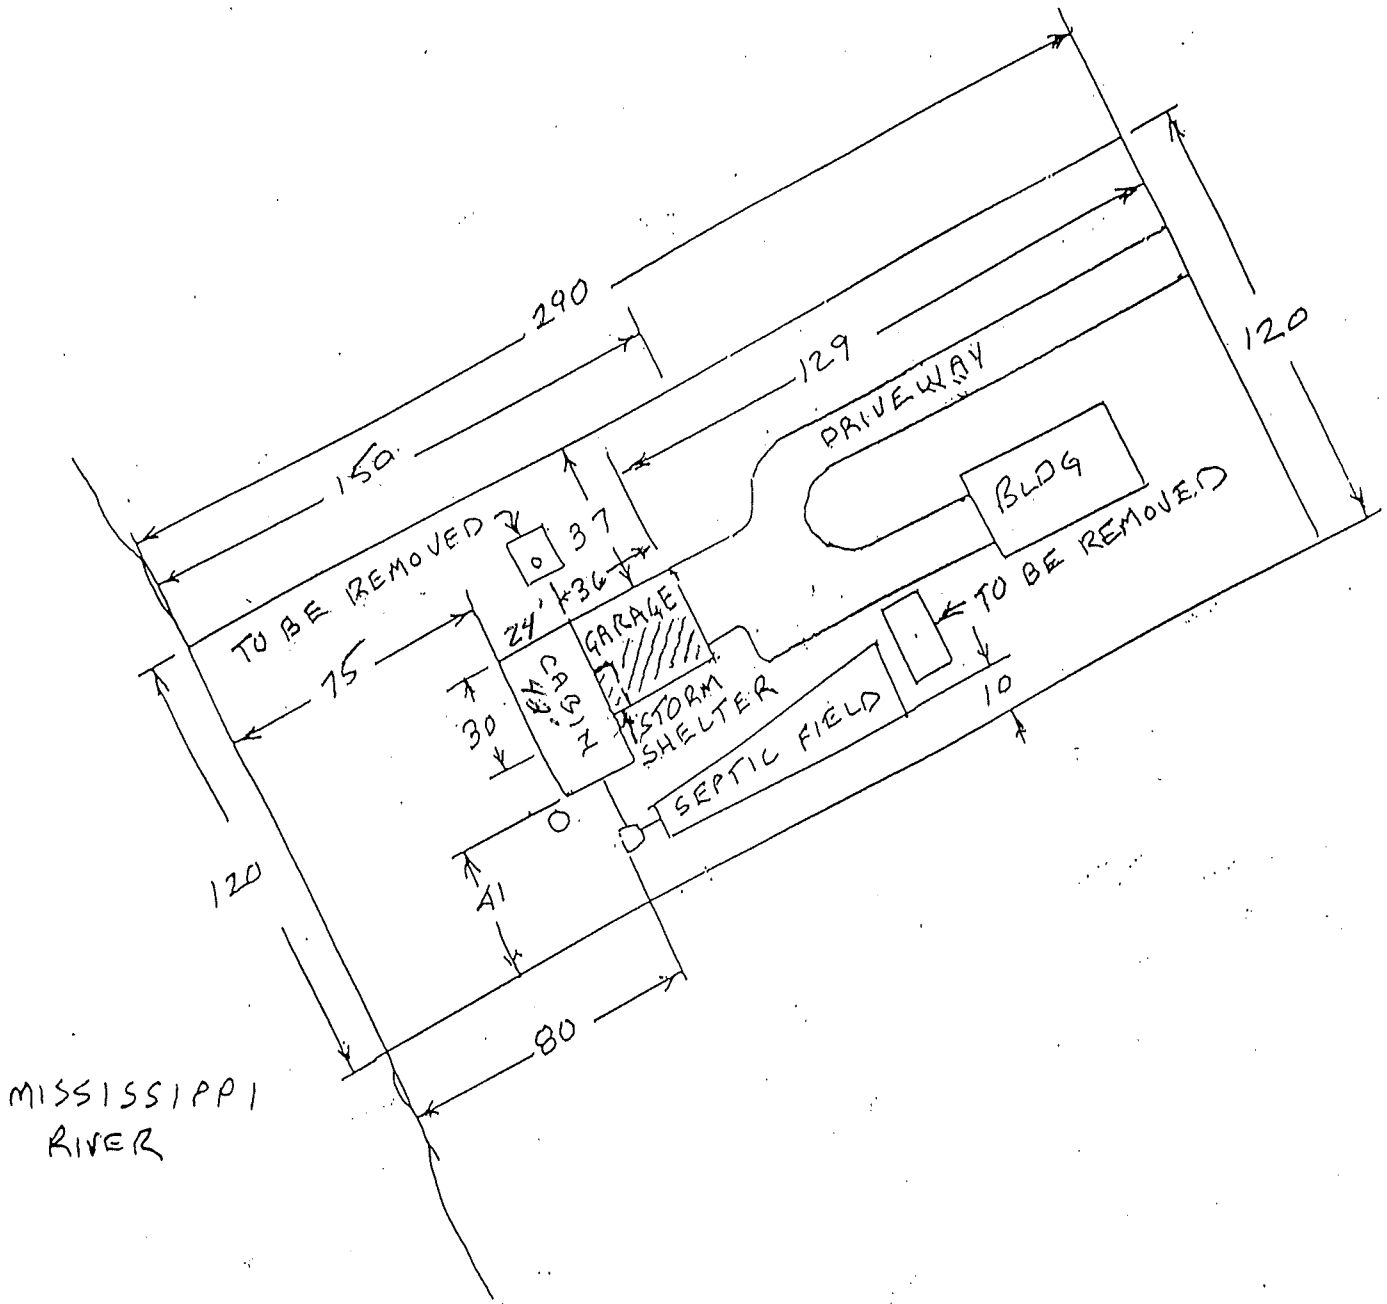 290
150
129
120
DRIVEWAY
BLDG
TO BE REMOVED
37
36
24'
GARAGE
CABIN
40'
30
75
STORM
SHELTER
TO BE REMOVED
SEPTIC FIELD
10
120
41
80
MISSISSIPPI
RIVER